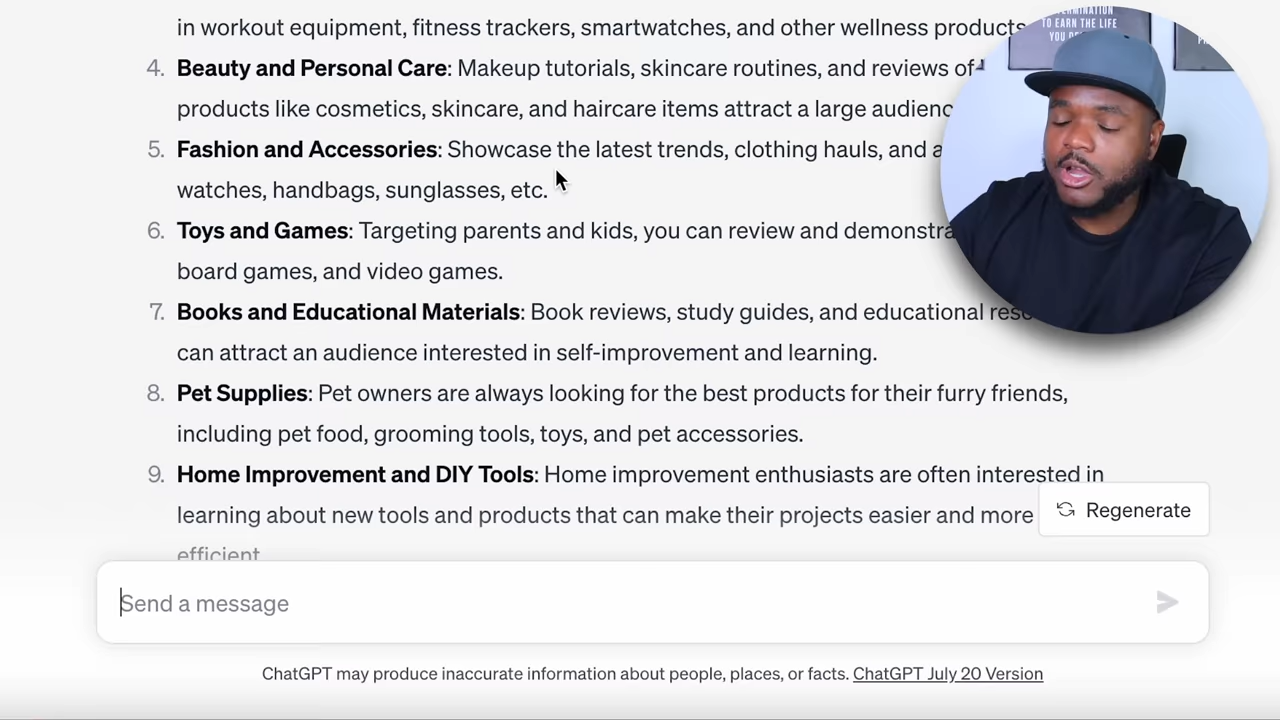 in workout equipment, fitness trackers, smartwatches, and other wellness products
TO EARN THE LIFE
4. Beauty and Personal Care: Makeup tutorials, skincare routines, and reviews of
products like cosmetics, skincare, and haircare items attract a large
5. Fashion and Accessories: Showcase the latest trends, clothing hauls, and
watches, handbags, sunglasses, etc.
6. Toys and Games: Targeting parents and kids, you can review and
board games, and video games.
7. Books and Educational Materials: Book reviews, study guides, and educational
can attract an audience interested in self-improvement and learning.
8. Pet Supplies: Pet owners are always looking for the best products for their furry friends,
including pet food, grooming tools, toys, and pet accessories.
9. Home Improvement and DIY Tools: Home improvement enthusiasts are often interested in
learning about new tools and products that can make their projects easier and more
efficient
Regenerate
Send a message
ChatGPT may produce inaccurate information about people, places, or facts. ChatGPT July 20 Version